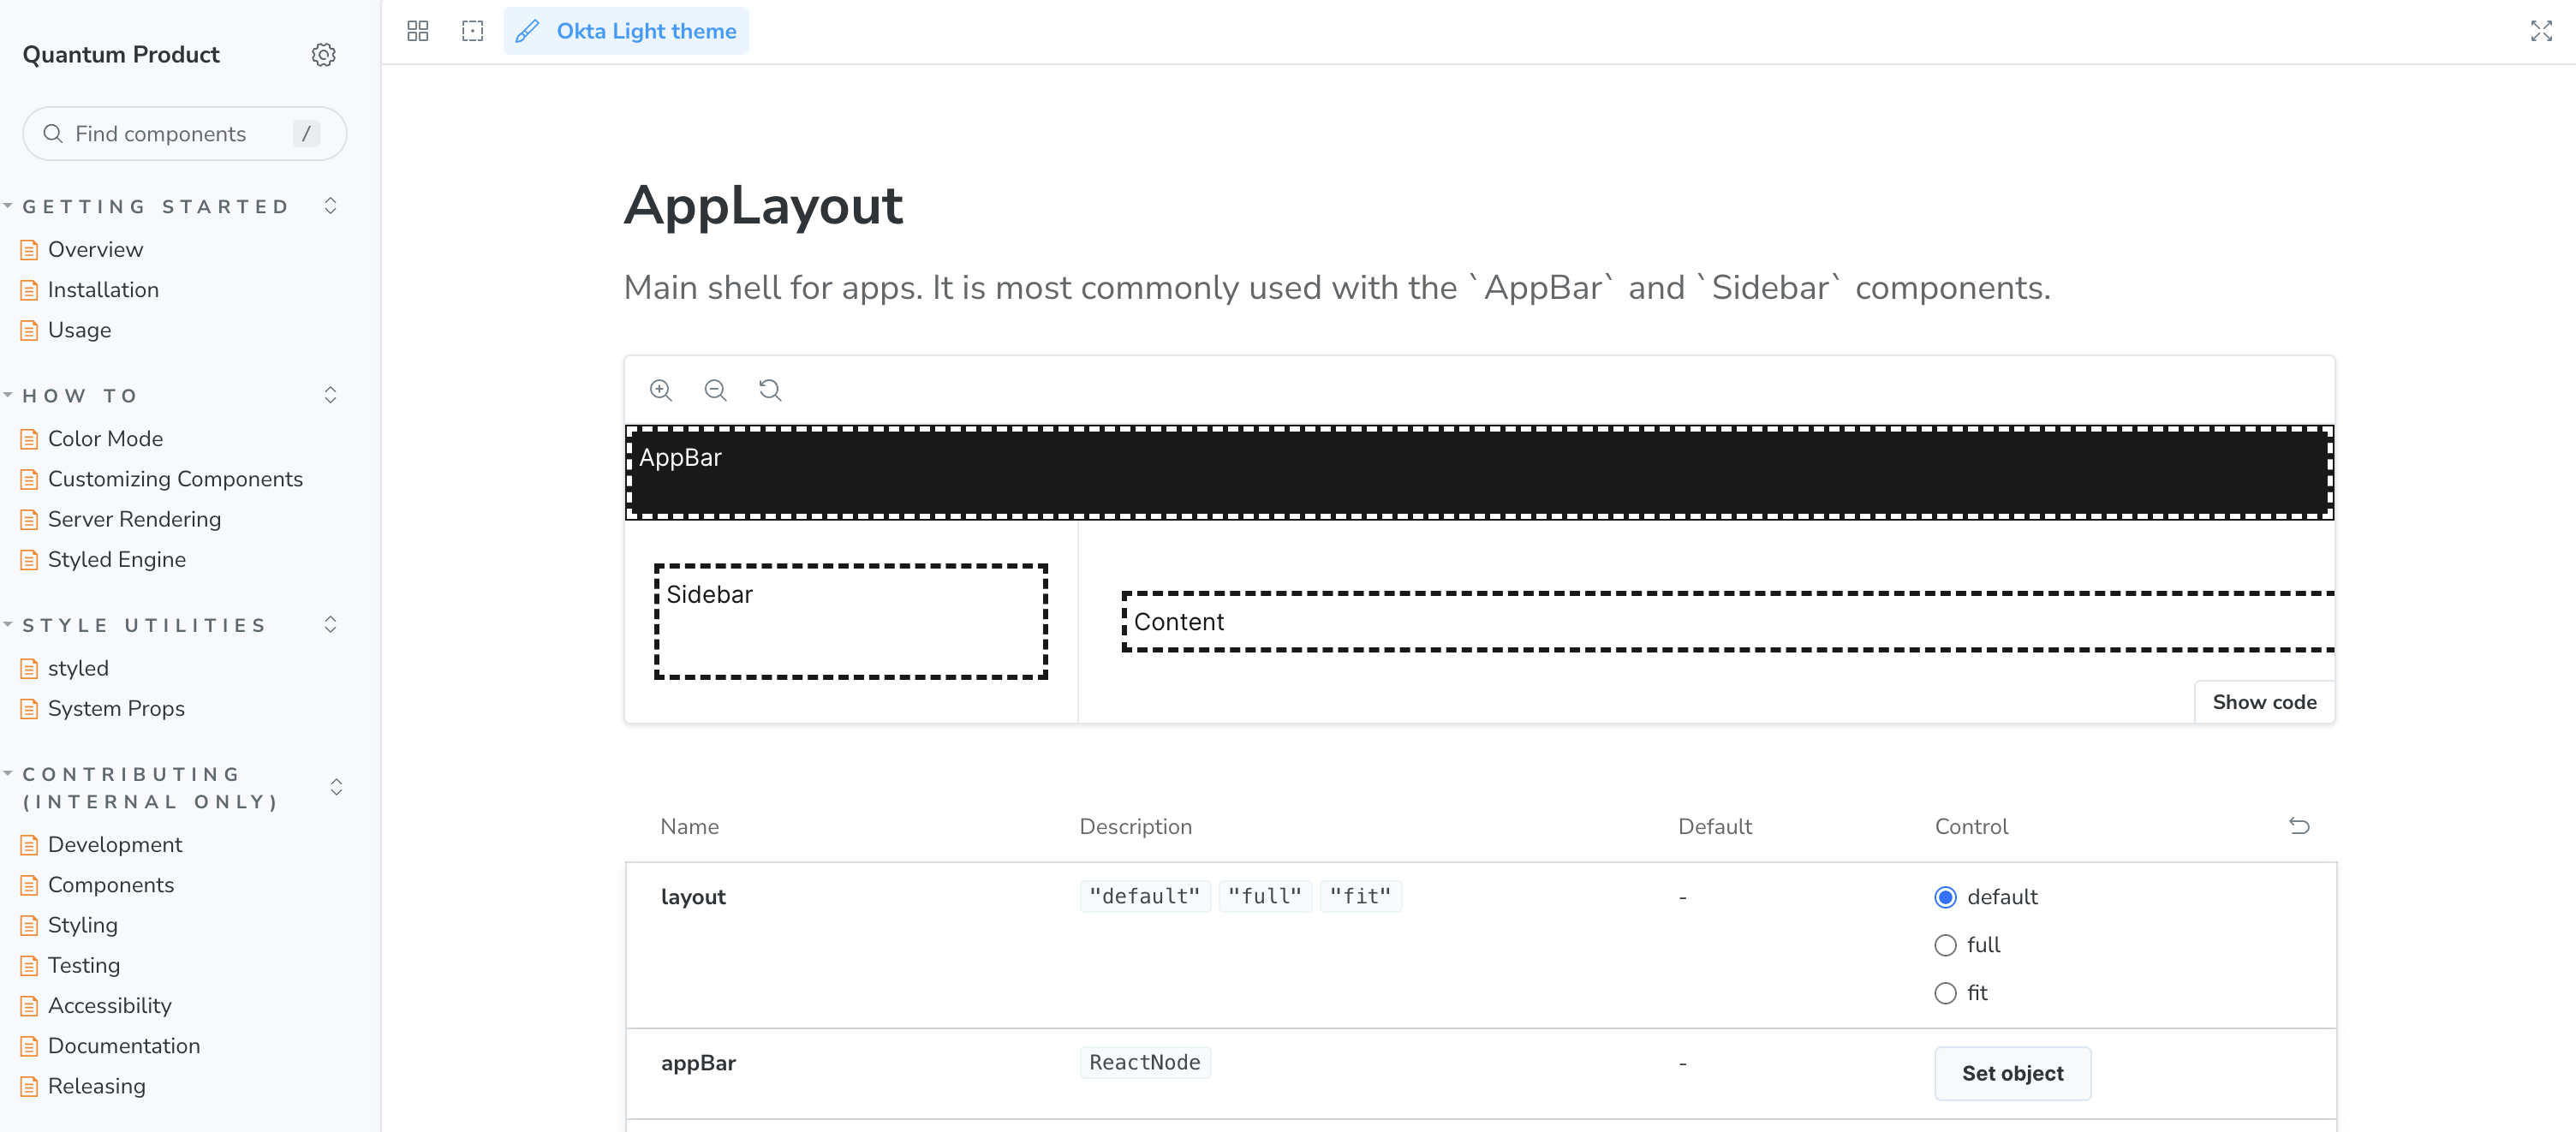 Quantum Product
Find components /
GETTING STARTED
Overview
Installation
Usage
HOW TO
Color Mode
Customizing Components
Server Rendering
Styled Engine
STYLE UTILITIES
styled
System Props
CONTRIBUTING
(INTERNAL ONLY)
Development
Components
Styling
Testing
Accessibility
Documentation
Releasing
Okta Light theme
AppLayout
Main shell for apps. It is most commonly used with the `AppBar` and `Sidebar` components.
AppBar
Sidebar
Content
Show code
Name Description Default Control
layout "default" "full" "fit" - default
full
fit
appBar ReactNode - Set object